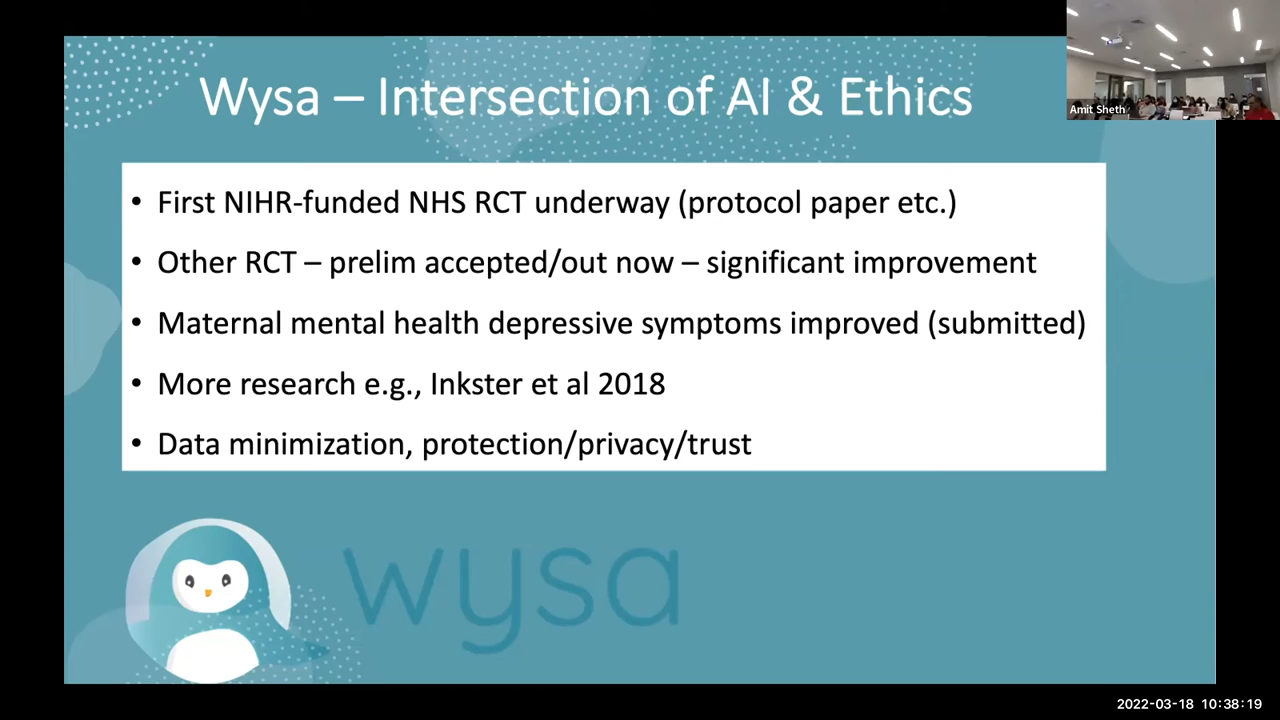 Wysa – Intersection of AI & Ethics
Amit Sheth
• First NIHR-funded NHS RCT underway (protocol paper etc.)
• Other RCT – prelim accepted/out now – significant improvement
• Maternal mental health depressive symptoms improved (submitted)
• More research e.g., Inkster et al 2018
• Data minimization, protection/privacy/trust
wysa
2022-03-18 10:38:19